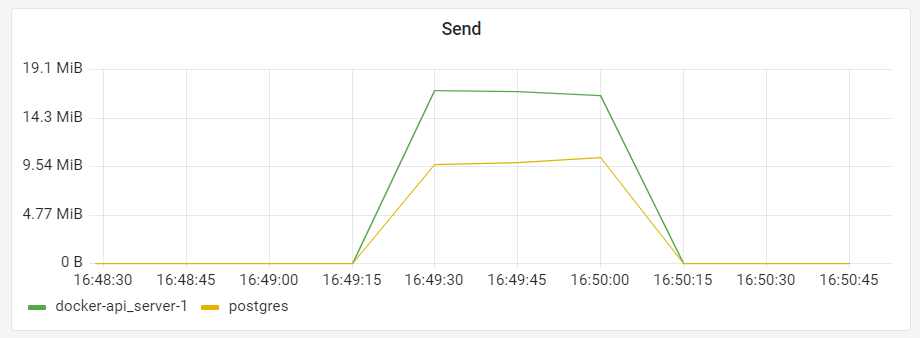 Send
19.1 MiB
14.3 MiB
9.54 MiB
4.77 MiB
0 B
16:48:30 16:48:45 16:49:00 16:49:15 16:49:30 16:49:45 16:50:00 16:50:15 16:50:30 16:50:45
docker-api_server-1 postgres